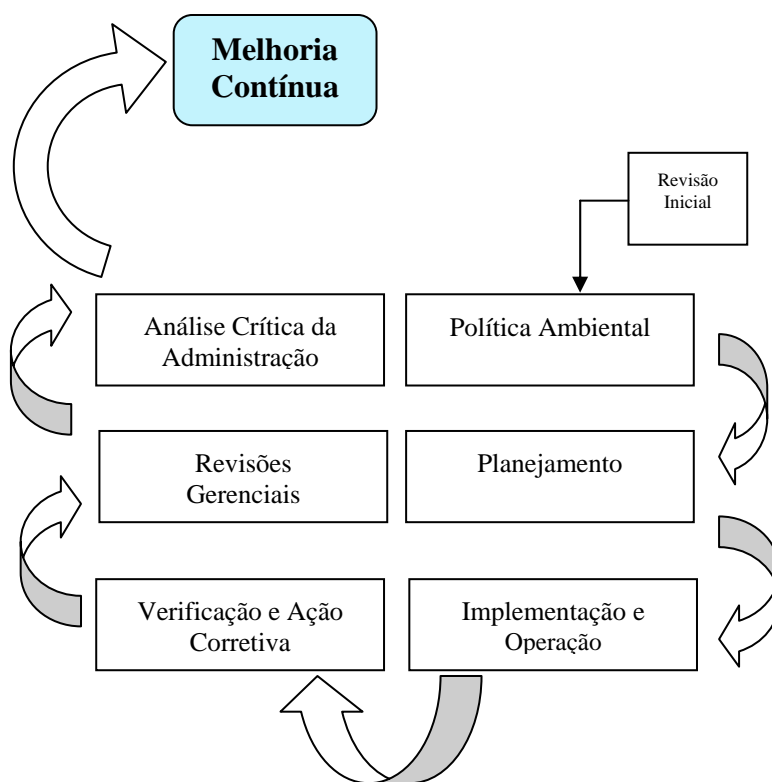 Melhoria
Contínua
Revisão
Inicial
Análise Crítica da
Administração
Política Ambiental
Revisões
Gerenciais
Planejamento
Verificação e Ação
Corretiva
Implementação e
Operação